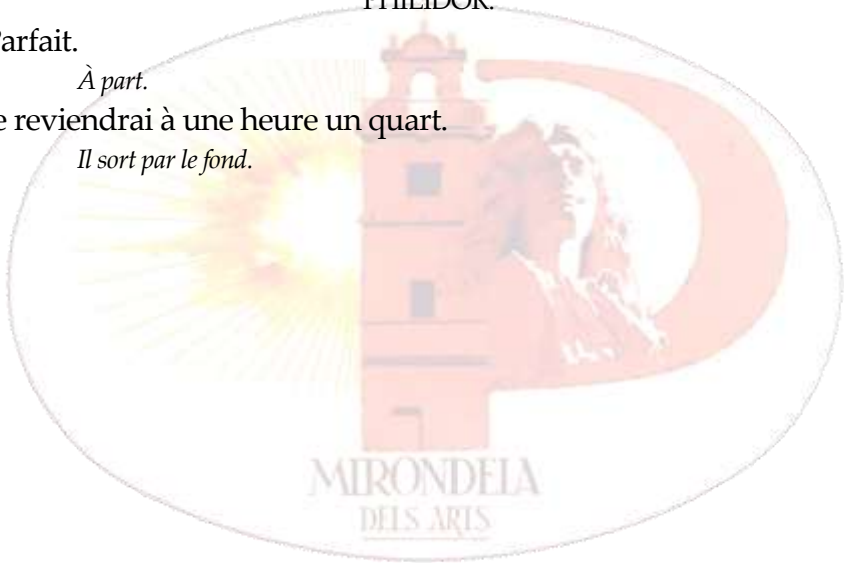 PHILIDOR.
arfait.
À part.
e reviendrai à une heure un quart.
Il sort par le fond.
MIRONDELA
DELS ARTS